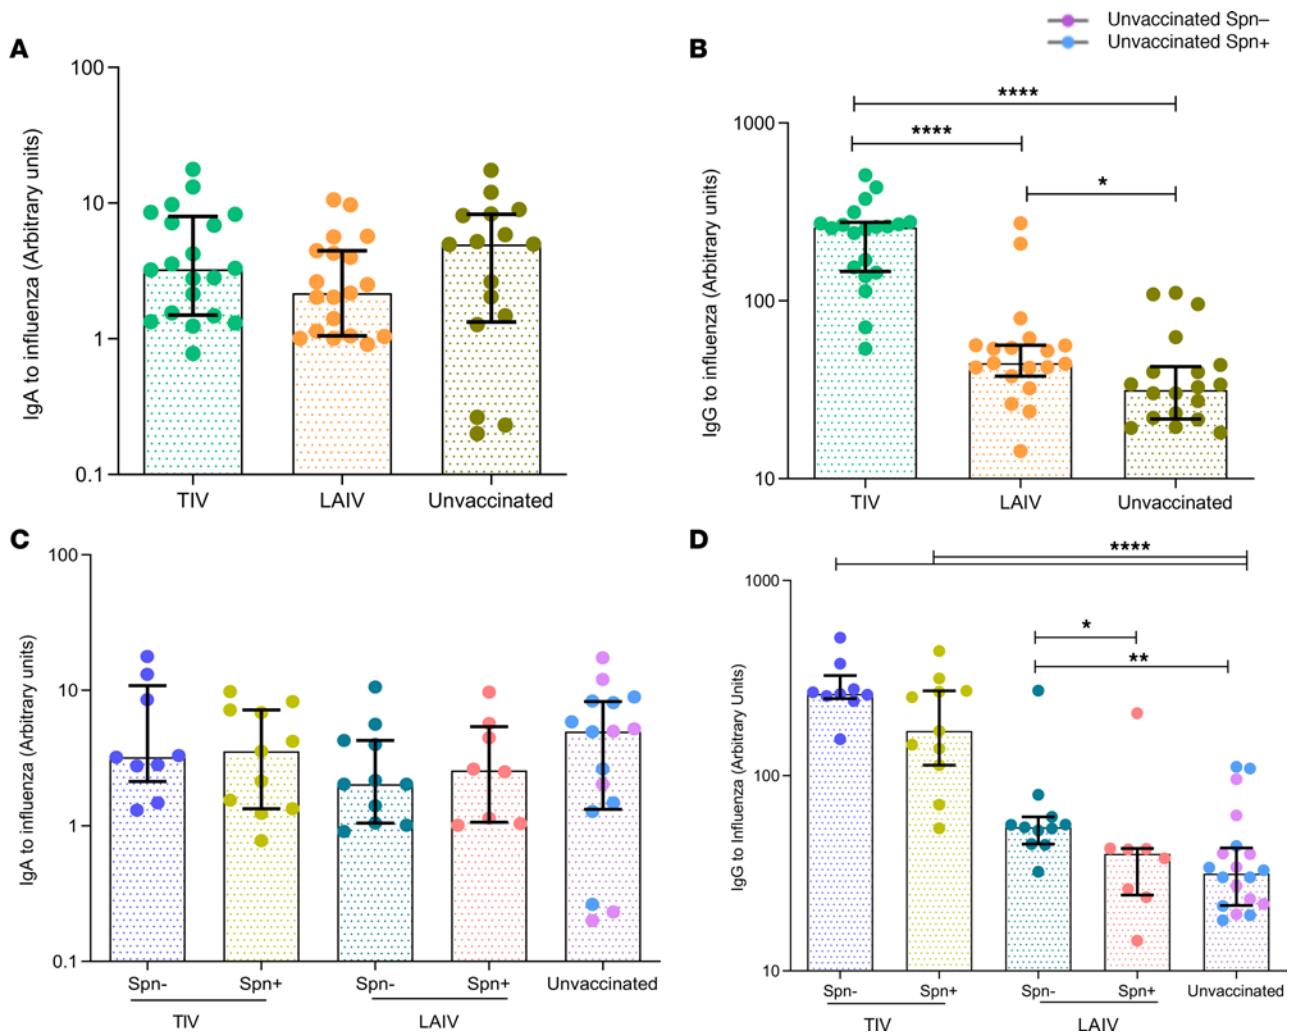 Unvaccinated Spn–
Unvaccinated Spn+
A
IgA to influenza (Arbitrary units)
100
10
1
0.1
TIV LAIV Unvaccinated
B
IgG to influenza (Arbitrary units)
1000
100
10
****
****
*
TIV LAIV Unvaccinated
C
IgA to influenza (Arbitrary units)
100
10
1
0.1
Spn- Spn+ Spn- Spn+ Unvaccinated
TIV LAIV
D
IgG to Influenza (Arbitrary Units)
1000
100
10
****
*
**
Spn- Spn+ Spn- Spn+ Unvaccinated
TIV LAIV